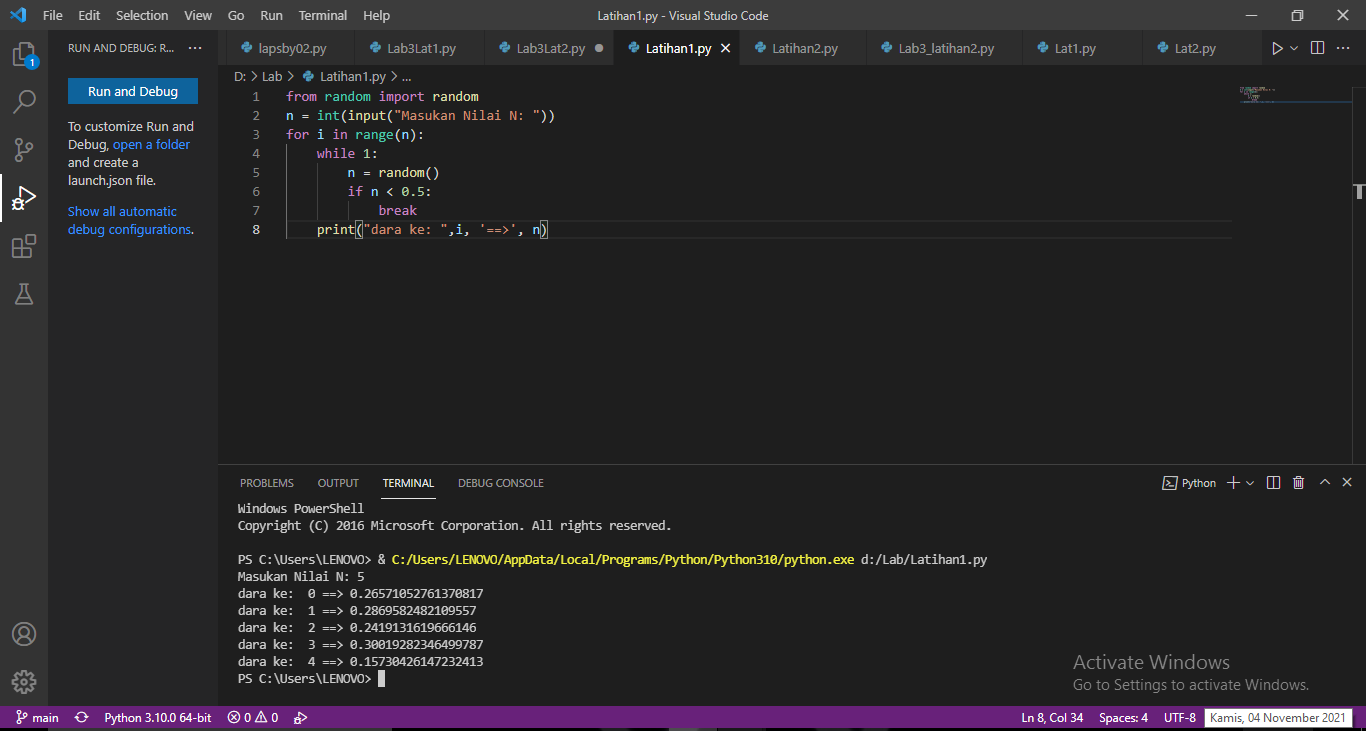 File Edit Selection View Go Run Terminal Help Latihan1.py - Visual Studio Code
RUN AND DEBUG: R... ...
lapsby02.py Lab3Lat1.py Lab3Lat2.py Latihan1.py Latihan2.py Lab3_latihan2.py Lat1.py Lat2.py
1
Run and Debug
To customize Run and
Debug, open a folder
and create a
launch.json file.
Show all automatic
debug configurations.
D: > Lab > Latihan1.py > ...
1 from random import random
2 n = int(input("Masukan Nilai N: "))
3 for i in range(n):
4 while 1:
5 n = random()
6 if n < 0.5:
7 break
8 print("dara ke: ",i, '==>', n)
PROBLEMS OUTPUT TERMINAL DEBUG CONSOLE Python
Windows PowerShell
Copyright (C) 2016 Microsoft Corporation. All rights reserved.
PS C:\Users\LENOVO> & C:/Users/LENOVO/AppData/Local/Programs/Python/Python310/python.exe d:/Lab/Latihan1.py
Masukan Nilai N: 5
dara ke:  0 ==> 0.26571052761370817
dara ke:  1 ==> 0.2869582482109557
dara ke:  2 ==> 0.2419131619666146
dara ke:  3 ==> 0.30019282346499787
dara ke:  4 ==> 0.15730426147232413
PS C:\Users\LENOVO>
Activate Windows
Go to Settings to activate Windows.
main Python 3.10.0 64-bit 0 0 Ln 8, Col 34 Spaces: 4 UTF-8 Kamis, 04 November 2021